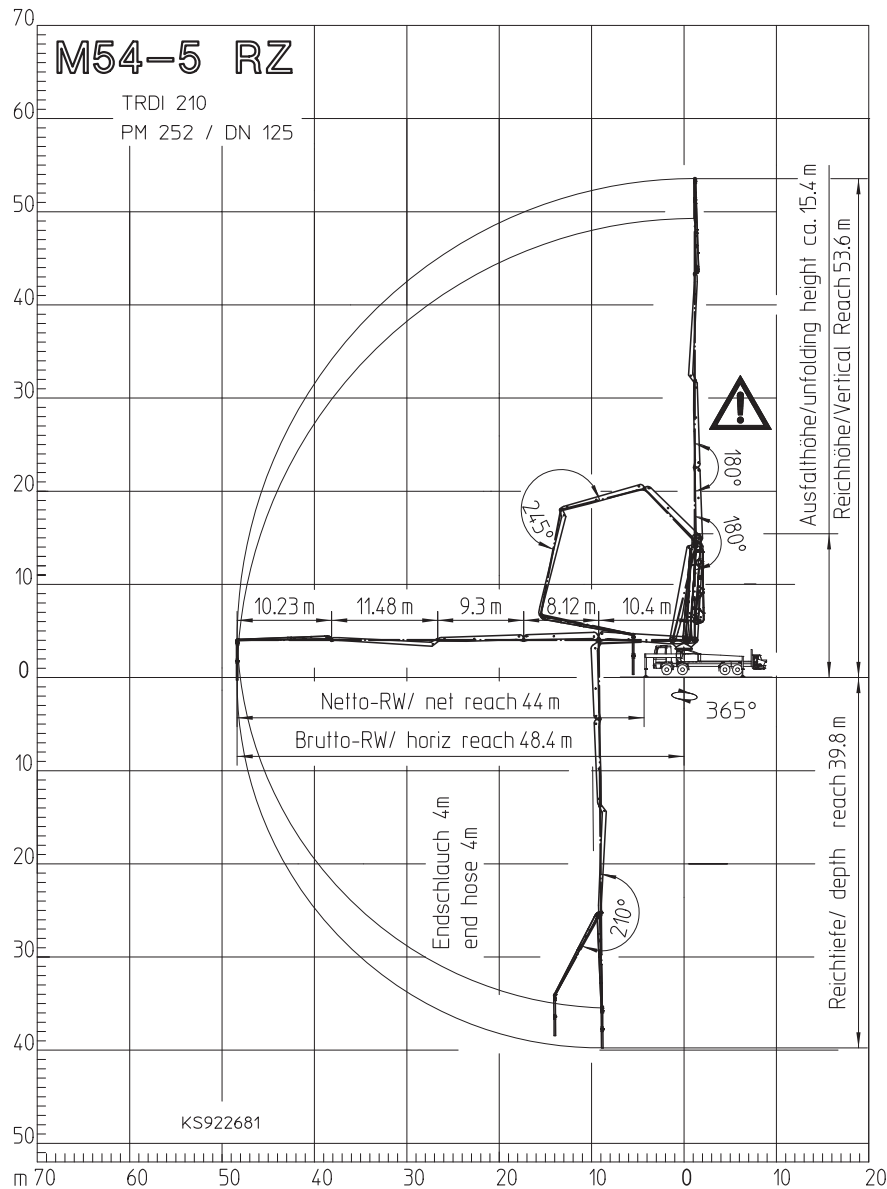 70
M54-5 RZ
TRDI 210
PM 252 / DN 125
60
50
40
30
20
10
0
10
20
30
40
50
Ausfalthöhe/unfolding height ca. 15.4 m
Reichhöhe/Vertical Reach 53.6 m
180°
180°
245°
10.23 m
11.48 m
9.3 m
8.12 m
10.4 m
Netto-RW/ net reach 44 m
365°
Brutto-RW/ horiz reach 48.4 m
Endschlauch 4m
end hose 4m
210°
Reichtiefe/ depth reach 39.8 m
KS922681
m 70 60 50 40 30 20 10 0 10 20